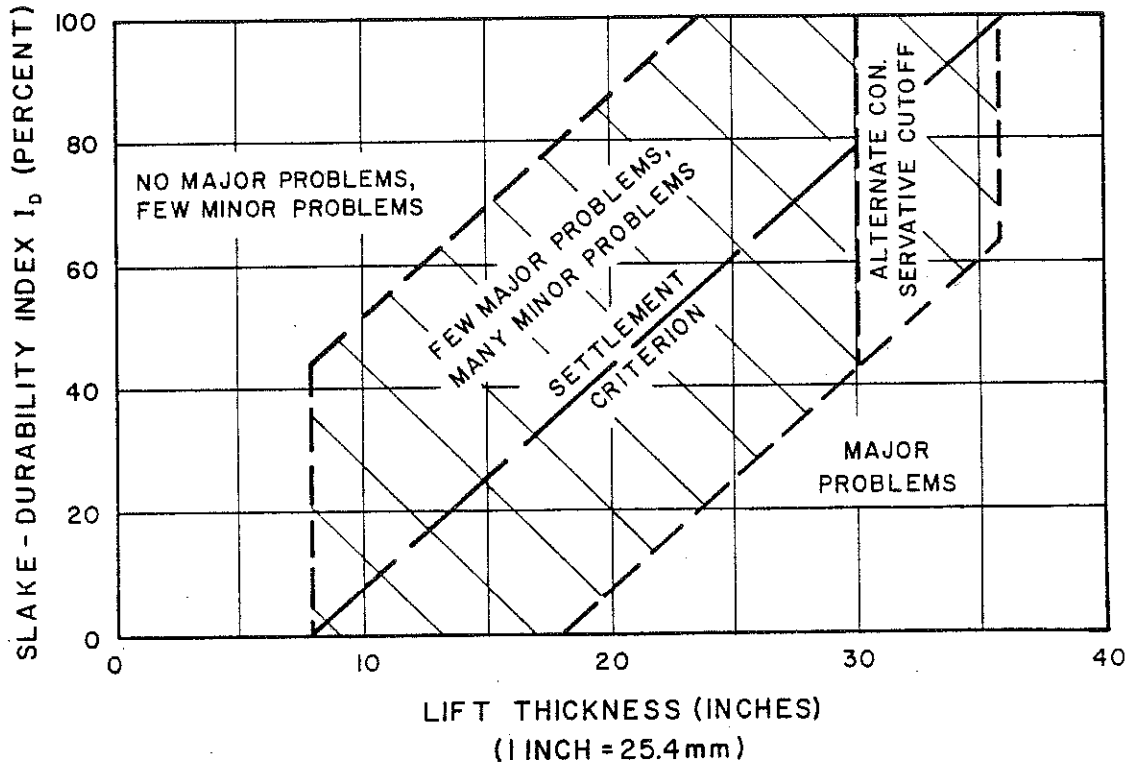 SLAKE-DURABILITY INDEX I_D (PERCENT)
100
80
60
40
20
0
NO MAJOR PROBLEMS,
FEW MINOR PROBLEMS
FEW MAJOR PROBLEMS,
MANY MINOR PROBLEMS
SETTLEMENT
CRITERION
ALTERNATE CON.
SERVATIVE CUTOFF
MAJOR
PROBLEMS
0
10
20
30
40
LIFT THICKNESS (INCHES)
(1 INCH = 25.4mm)